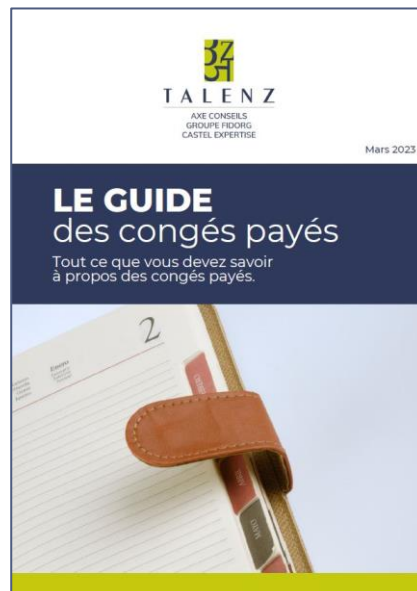 TALENZ
AXE CONSEILS
GROUPE FIDORG
CASTEL EXPERTISE
Mars 2023
LE GUIDE
des congés payés
Tout ce que vous devez savoir
à propos des congés payés.
2
Enero